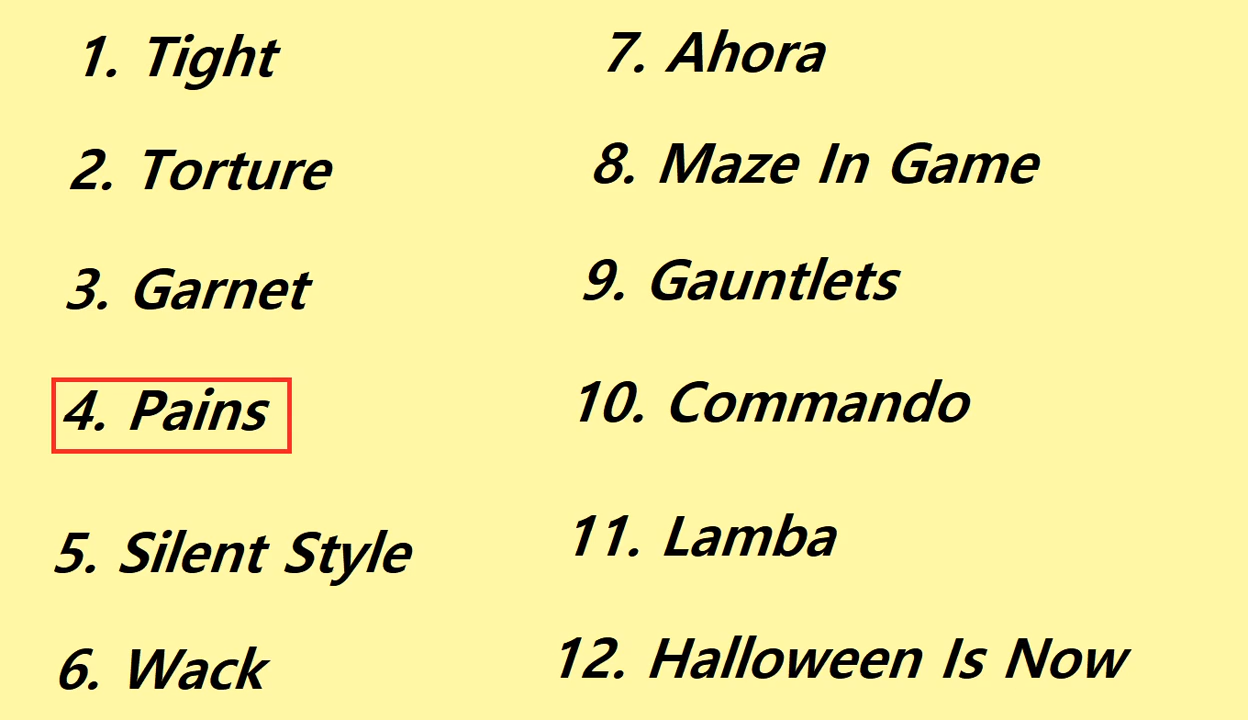 1. Tight
2. Torture
3. Garnet
4. Pains
5. Silent Style
6. Wack
7. Ahora
8. Maze In Game
9. Gauntlets
10. Commando
11. Lamba
12. Halloween Is Now